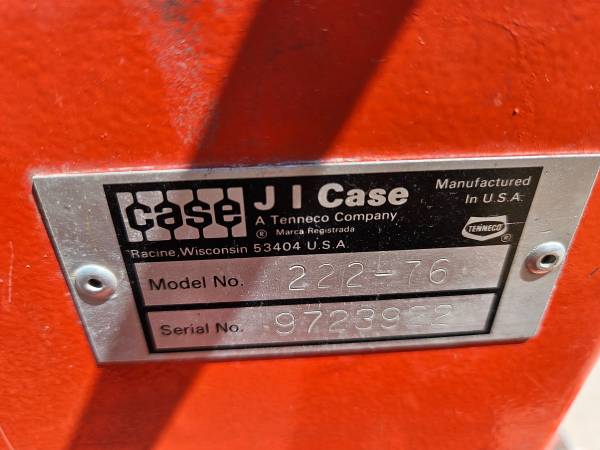 case
J I Case
A Tenneco Company
® Marca Registrada
Racine, Wisconsin 53404 U.S.A.
Manufactured
In U.S.A.
TENNECO
®
Model No. 222-76
Serial No.